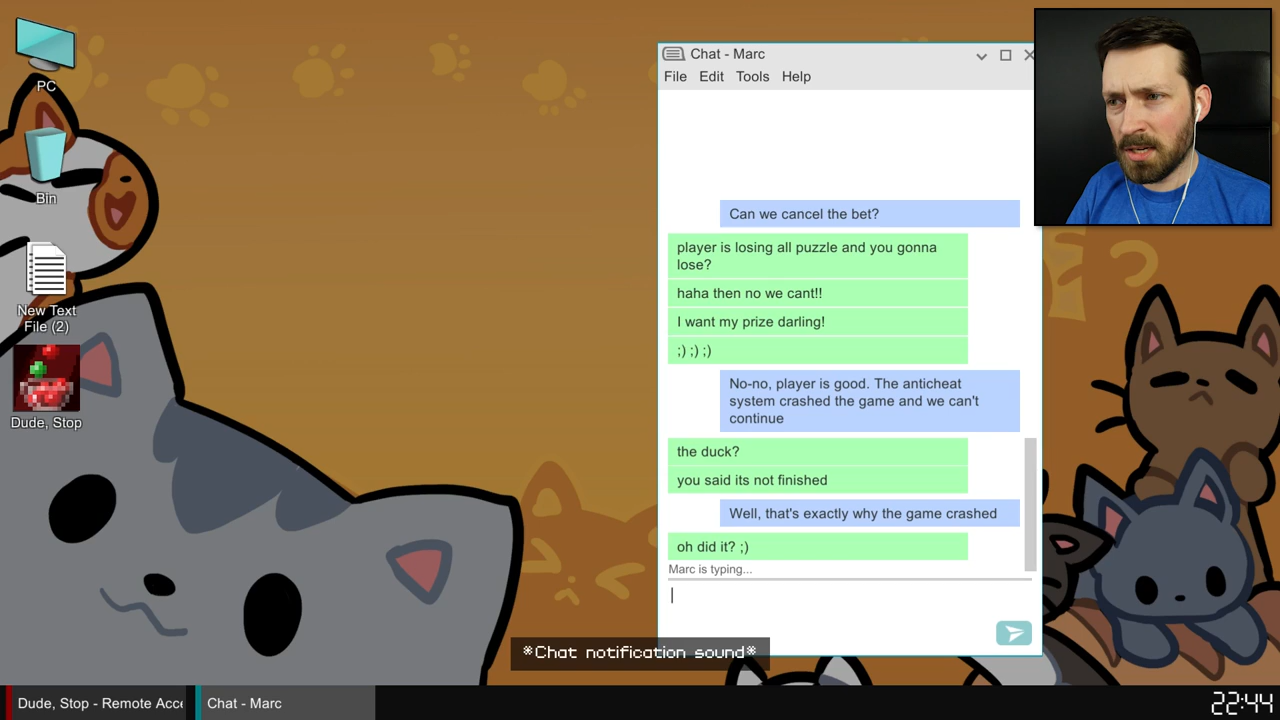 PC
Bin
New Text
File (2)
Dude, Stop
Chat - Marc
File Edit Tools Help
Can we cancel the bet?
player is losing all puzzle and you gonna
lose?
haha then no we cant!!
I want my prize darling!
;) ;) ;)
No-no, player is good. The anticheat
system crashed the game and we can't
continue
the duck?
you said its not finished
Well, that's exactly why the game crashed
oh did it? ;)
Marc is typing...
*Chat notification sound*
Dude, Stop - Remote Acce
Chat - Marc
22:44